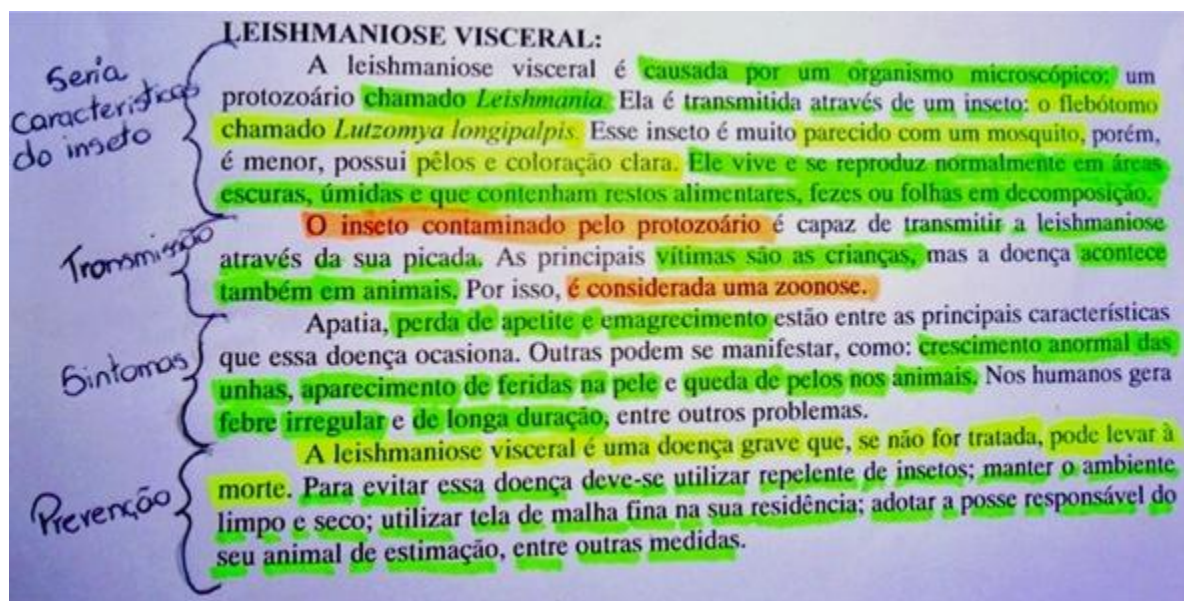 LEISHMANIOSE VISCERAL:
Seria
Características
do inseto
A leishmaniose visceral é causada por um organismo microscópico: um
protozoário chamado Leishmania. Ela é transmitida através de um inseto: o flebótomo
chamado Lutzomya longipalpis. Esse inseto é muito parecido com um mosquito, porém,
é menor, possui pêlos e coloração clara. Ele vive e se reproduz normalmente em áreas
escuras, úmidas e que contenham restos alimentares, fezes ou folhas em decomposição.
Transmissão
O inseto contaminado pelo protozoário é capaz de transmitir a leishmaniose
através da sua picada. As principais vítimas são as crianças, mas a doença acontece
também em animais. Por isso, é considerada uma zoonose.
Sintomas
Apatia, perda de apetite e emagrecimento estão entre as principais características
que essa doença ocasiona. Outras podem se manifestar, como: crescimento anormal das
unhas, aparecimento de feridas na pele e queda de pelos nos animais. Nos humanos gera
febre irregular e de longa duração, entre outros problemas.
Prevenção
A leishmaniose visceral é uma doença grave que, se não for tratada, pode levar à
morte. Para evitar essa doença deve-se utilizar repelente de insetos; manter o ambiente
limpo e seco; utilizar tela de malha fina na sua residência; adotar a posse responsável do
seu animal de estimação, entre outras medidas.